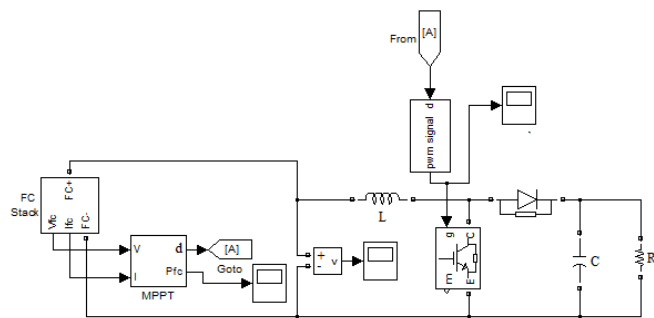 From
[A]
pwm signal d
FC Stack
FC+
Vfc
Ifc
FC-
V
I
d
Pfc
MPPT
[A]
Goto
+
-
v
L
g
C
m
E
C
R